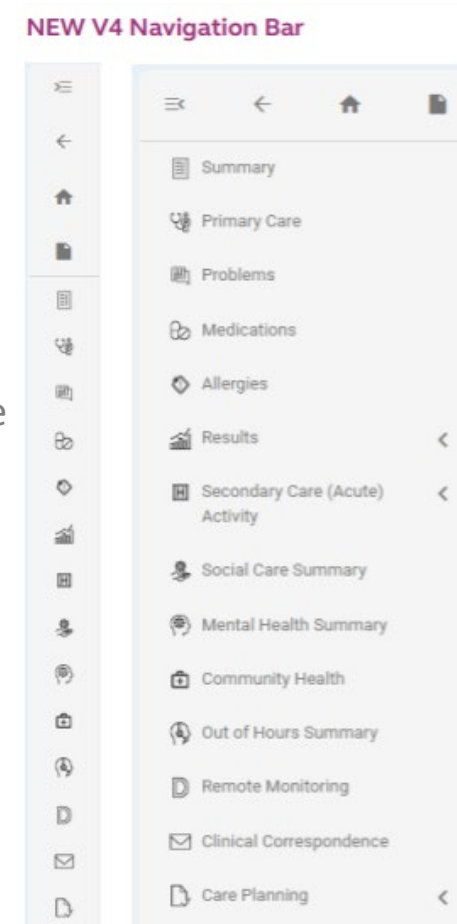 NEW V4 Navigation Bar
Summary
Primary Care
Problems
Medications
e
Allergies
Results
Secondary Care (Acute)
Activity
Social Care Summary
Mental Health Summary
Community Health
Out of Hours Summary
Remote Monitoring
Clinical Correspondence
Care Planning